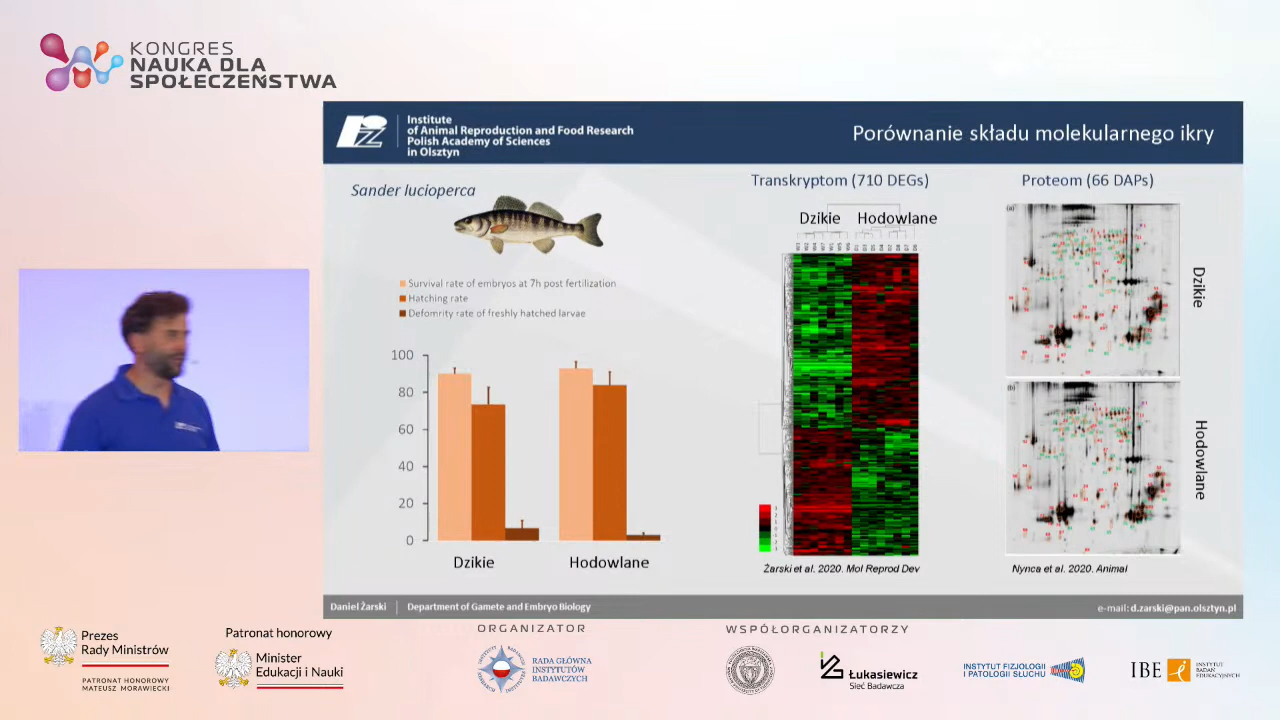 KONGRES
NAUKA DLA
SPOŁECZEŃSTWA
Institute
of Animal Reproduction and Food Research
Polish Academy of Sciences
in Olsztyn
Porównanie składu molekularnego ikry
Sander lucioperca
Survival rate of embryos at 7h post fertilization
Hatching rate
Defomrity rate of freshly hatched larvae
100
80
60
40
20
0
Dzikie
Hodowlane
Transkryptom (710 DEGs)
Dzikie
Hodowlane
Żarski et al. 2020. Mol Reprod Dev
Proteom (66 DAPs)
(a)
Dzikie
(b)
Hodowlane
Nynca et al. 2020. Animal
Daniel Żarski
Department of Gamete and Embryo Biology
e-mail: d.zarski@pan.olsztyn.pl
Prezes
Rady Ministrów
PATRONAT HONOROWY
MATEUSZ MORAWIECKI
Patronat honorowy
Minister
Edukacji i Nauki
ORGANIZATOR
RADA GŁÓWNA
INSTYTUTÓW
BADAWCZYCH
WSPÓŁORGANIZATORZY
Łukasiewicz
Sieć Badawcza
INSTYTUT FIZJOLOGII
I PATOLOGII SŁUCHU
IBE
INSTYTUT
BADAŃ
EDUKACYJNYCH